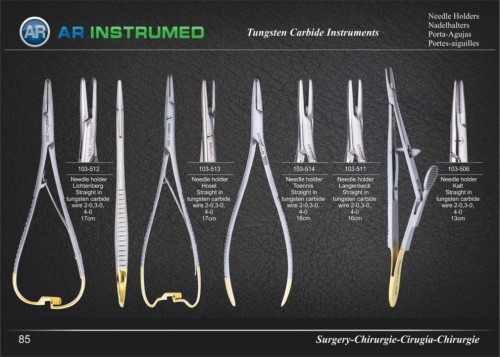 AR AR INSTRUMED
Tungsten Carbide Instruments
Needle Holders
Nadelhalters
Porta-Agujas
Portes-aiguilles
103-512
Needle holder
Lichtenberg
Straight in
tungsten carbide
wire 2-0,3-0,
4-0
17cm
103-513
Needle holder
Hosel
Straight in
tungsten carbide
wire 2-0,3-0,
4-0
17cm
103-514
Needle holder
Toennis
Straight in
tungsten carbide
wire 2-0,3-0,
4-0
18cm
103-511
Needle holder
Langenbeck
Straight in
tungsten carbide
wire 2-0,3-0,
4-0
16cm
103-506
Needle holder
Kalt
Straight in
tungsten carbide
wire 2-0,3-0,
4-0
13cm
85
Surgery-Chirurgie-Cirugía-Chirurgie